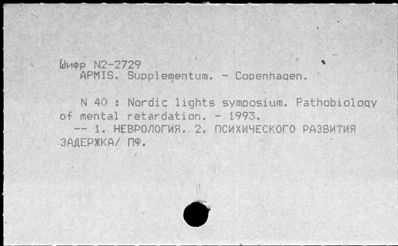 Шифр N2-2729
APMIS. Supplementum. - Copenhagen.
N 40 : Nordic lights symposium. Pathobiology
of mental retardation. - 1993.
-- 1. НЕВРОЛОГИЯ. 2. ПСИХИЧЕСКОГО РАЗВИТИЯ
ЗАДЕРЖКА/ ПФ.